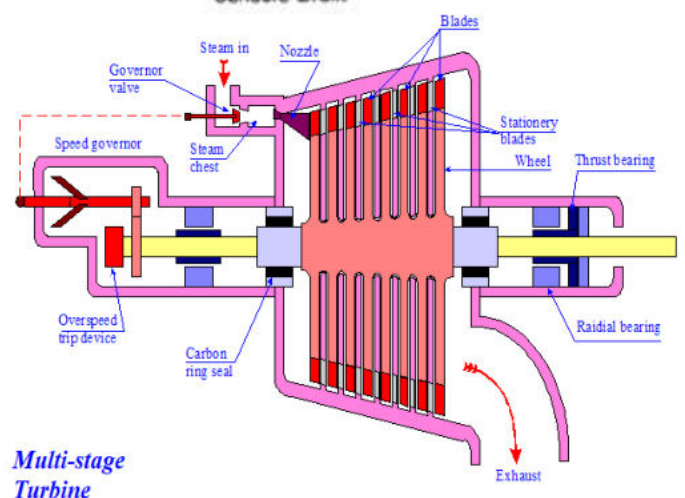 Blades
Steam in
Nozzle
Governor
valve
Stationery
blades
Steam
chest
Speed governor
Wheel
Thrust bearing
Overspeed
trip device
Carbon
ring seal
Raidial bearing
Exhaust
Multi-stage
Turbine